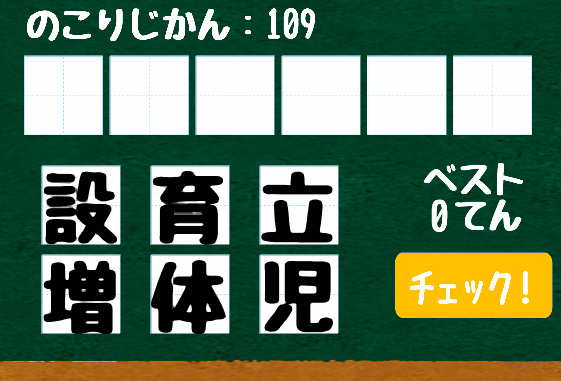 のこりじかん：109
設 育 立
増 体 児
ベスト
0てん
チェック!